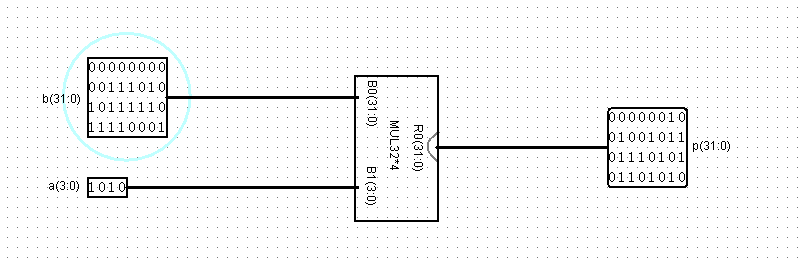 b(31:0)
00000000
00111010
10111110
11110001
a(3:0)
1010
B0(31:0)
B1(3:0)
MUL32*4
R0(31:0)
00000010
01001011
01110101
01101010
p(31:0)